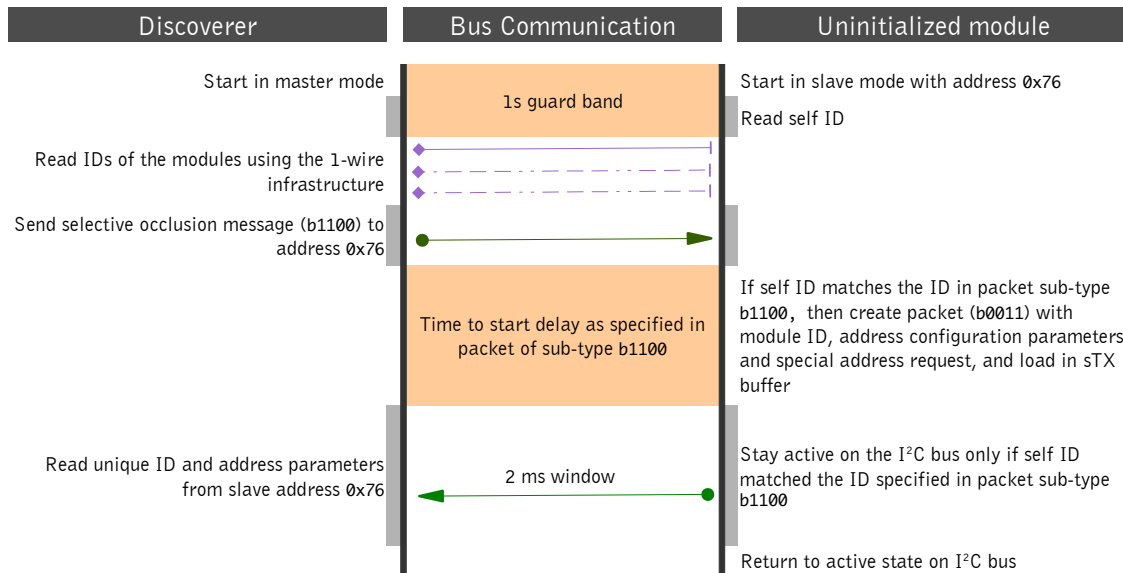 Discoverer
Bus Communication
Uninitialized module
Start in master mode
1s guard band
Start in slave mode with address 0x76
Read self ID
Read IDs of the modules using the 1-wire
infrastructure
Send selective occlusion message (b1100) to
address 0x76
Time to start delay as specified in
packet of sub-type b1100
If self ID matches the ID in packet sub-type
b1100, then create packet (b0011) with
module ID, address configuration parameters
and special address request, and load in sTX
buffer
Read unique ID and address parameters
from slave address 0x76
2 ms window
Stay active on the I²C bus only if self ID
matched the ID specified in packet sub-type
b1100
Return to active state on I²C bus